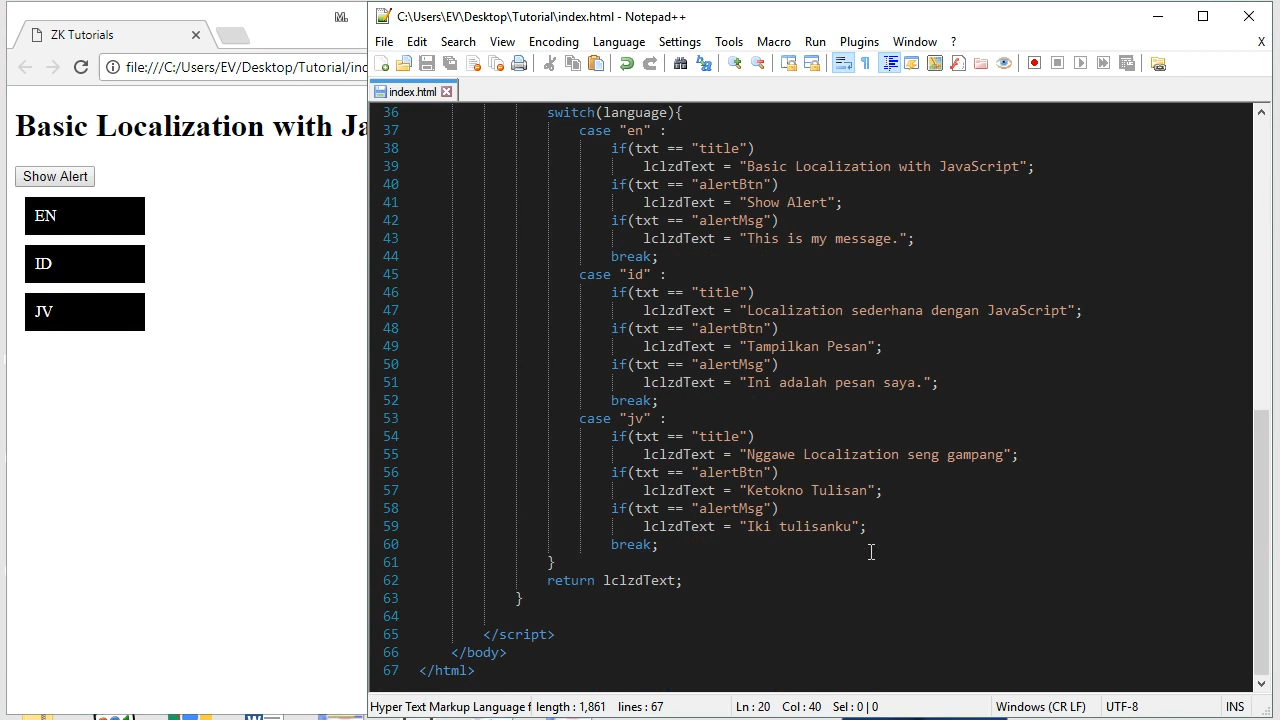 M.
ZK Tutorials
file:///C:/Users/EV/Desktop/Tutorial/inc
Basic Localization with Ja
Show Alert
EN
ID
JV
C:\Users\EV\Desktop\Tutorial\index.html - Notepad++
File Edit Search View Encoding Language Settings Tools Macro Run Plugins Window ? X
index.html
36 switch(language){
37 case "en" :
38 if(txt == "title")
39 lclzdText = "Basic Localization with JavaScript";
40 if(txt == "alertBtn")
41 lclzdText = "Show Alert";
42 if(txt == "alertMsg")
43 lclzdText = "This is my message.";
44 break;
45 case "id" :
46 if(txt == "title")
47 lclzdText = "Localization sederhana dengan JavaScript";
48 if(txt == "alertBtn")
49 lclzdText = "Tampilkan Pesan";
50 if(txt == "alertMsg")
51 lclzdText = "Ini adalah pesan saya.";
52 break;
53 case "jv" :
54 if(txt == "title")
55 lclzdText = "Nggawe Localization seng gampang";
56 if(txt == "alertBtn")
57 lclzdText = "Ketokno Tulisan";
58 if(txt == "alertMsg")
59 lclzdText = "Iki tulisanku";
60 break;
61 }
62 return lclzdText;
63 }
64
65 </script>
66 </body>
67 </html>
Hyper Text Markup Language f length : 1,861 lines : 67 Ln : 20 Col : 40 Sel : 0 | 0 Windows (CR LF) UTF-8 INS